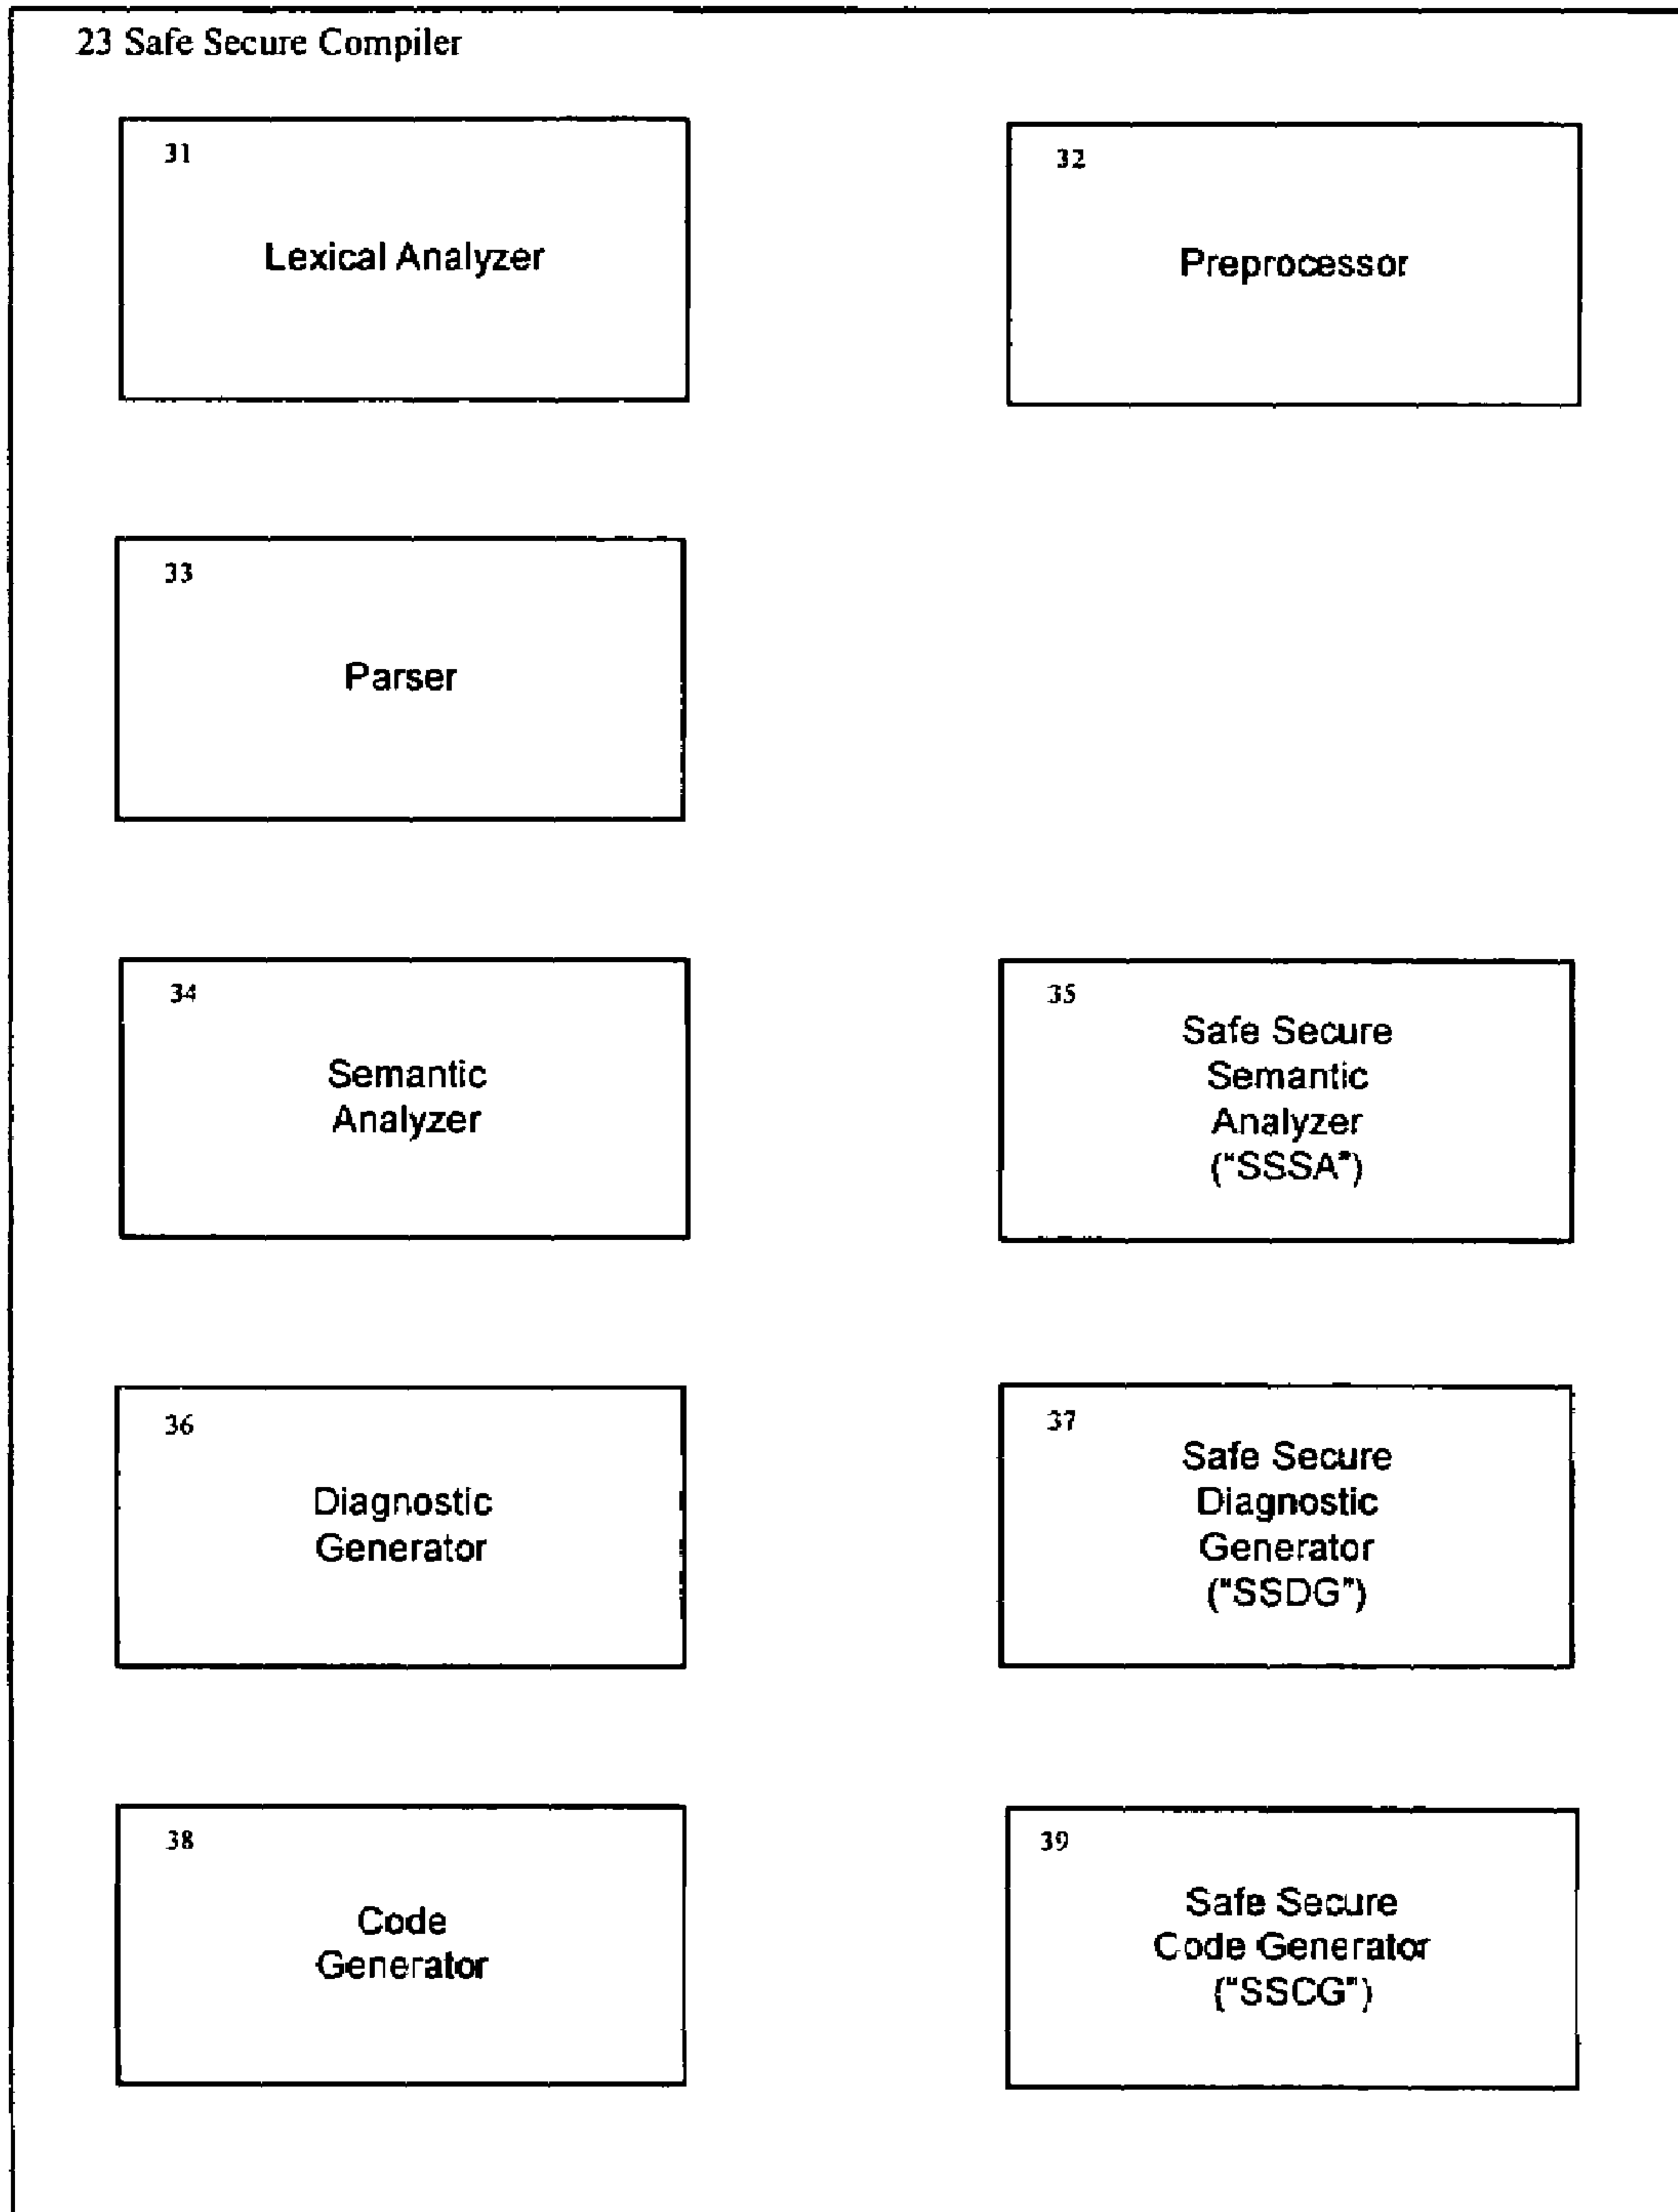 23 Safe Secure Compiler
31
Lexical Analyzer
32
Preprocessor
33
Parser
34
Semantic
Analyzer
35
Safe Secure
Semantic
Analyzer
("SSSA")
36
Diagnostic
Generator
37
Safe Secure
Diagnostic
Generator
("SSDG")
38
Code
Generator
39
Safe Secure
Code Generator
("SSCG")